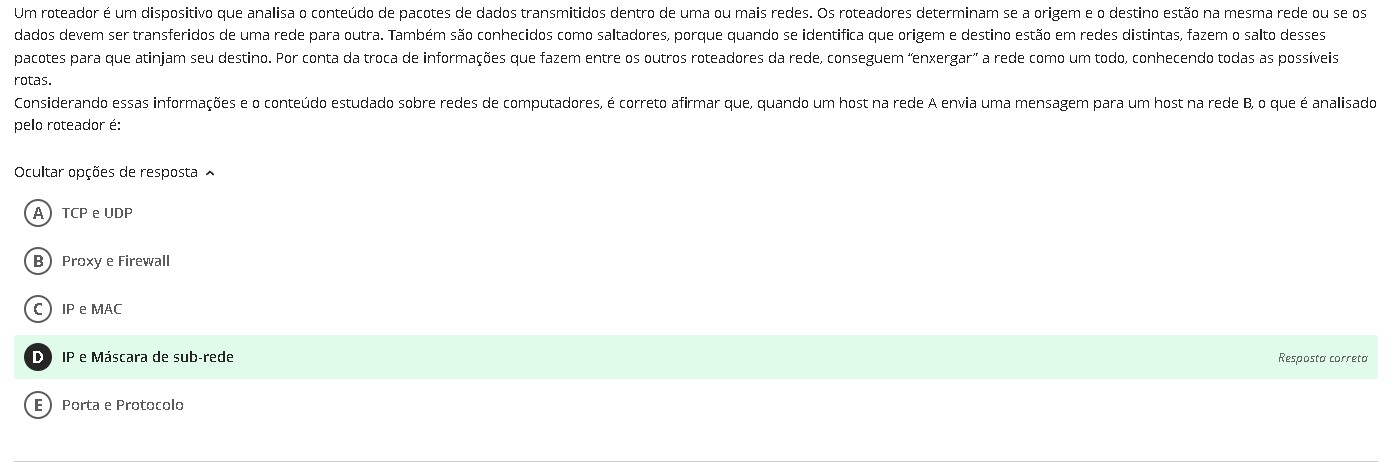 Um roteador é um dispositivo que analisa o conteúdo de pacotes de dados transmitidos dentro de uma ou mais redes. Os roteadores determinam se a origem e o destino estão na mesma rede ou se os
dados devem ser transferidos de uma rede para outra. Também são conhecidos como saltadores, porque quando se identifica que origem e destino estão em redes distintas, fazem o salto desses
pacotes para que atinjam seu destino. Por conta da troca de informações que fazem entre os outros roteadores da rede, conseguem “enxergar” a rede como um todo, conhecendo todas as possíveis
rotas.
Considerando essas informações e o conteúdo estudado sobre redes de computadores, é correto afirmar que, quando um host na rede A envia uma mensagem para um host na rede B, o que é analisado
pelo roteador é:
Ocultar opções de resposta
A TCP e UDP
B Proxy e Firewall
C IP e MAC
D IP e Máscara de sub-rede Resposta correta
E Porta e Protocolo